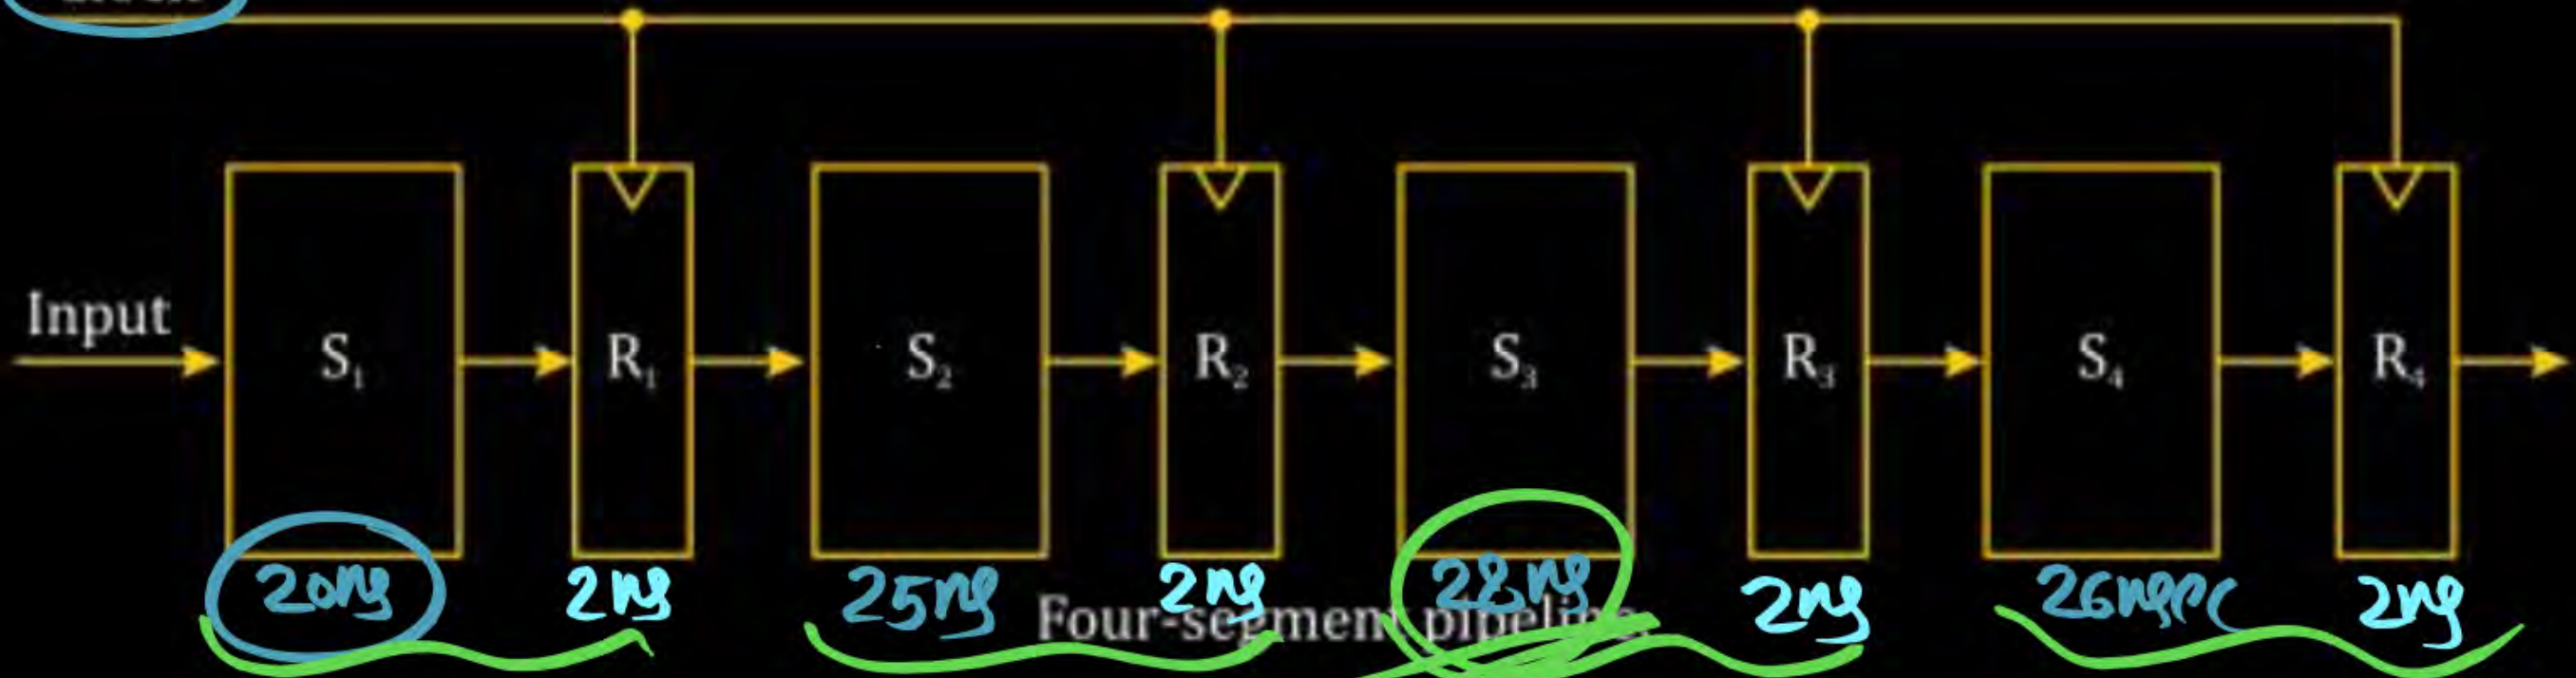 Input
S₁ R₁ S₂ R₂ S₃ R₃ S₄ R₄
20ns 2ns 25ns 2ns 28ns 2ns 26nsec 2ns
Four-segment pipeline.